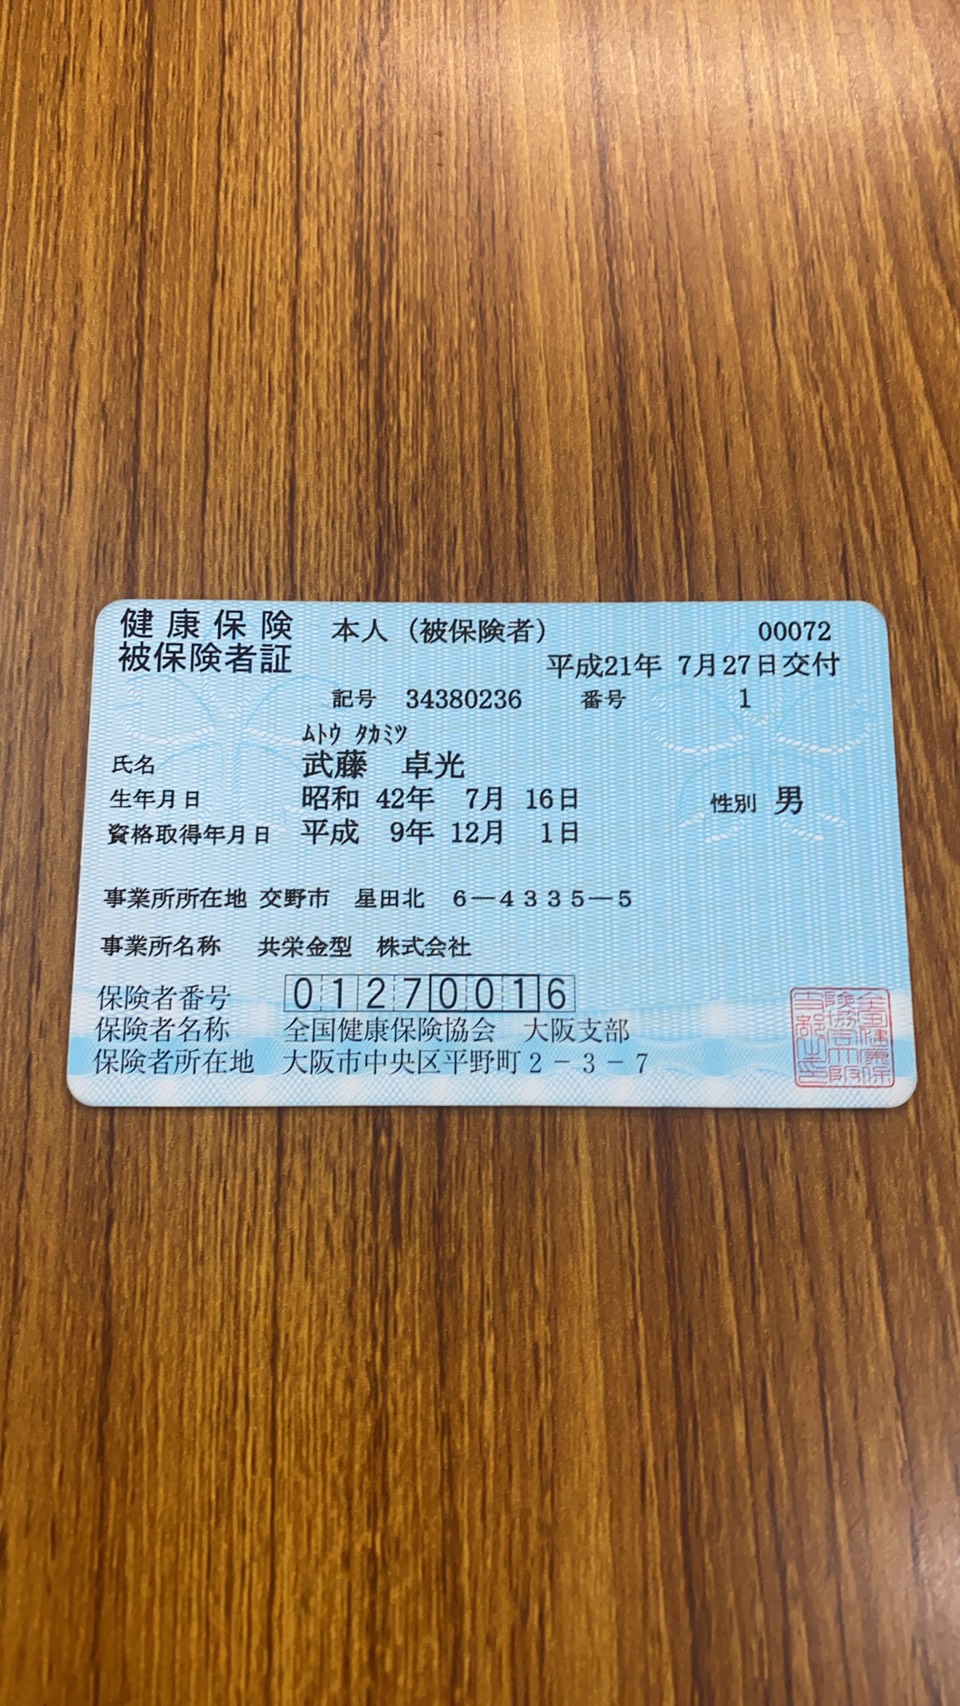 健康保険
被保険者証
本人（被保険者）
00072
平成21年 7月27日交付
記号 34380236 番号 1
ﾑﾄｳ ﾀｶﾐﾂ
氏名 武藤 卓光
生年月日 昭和 42年 7月 16日 性別 男
資格取得年月日 平成 9年 12月 1日
事業所所在地 交野市 星田北 6－4335－5
事業所名称 共栄金型 株式会社
保険者番号 01270016
保険者名称 全国健康保険協会 大阪支部
保険者所在地 大阪市中央区平野町2－3－7